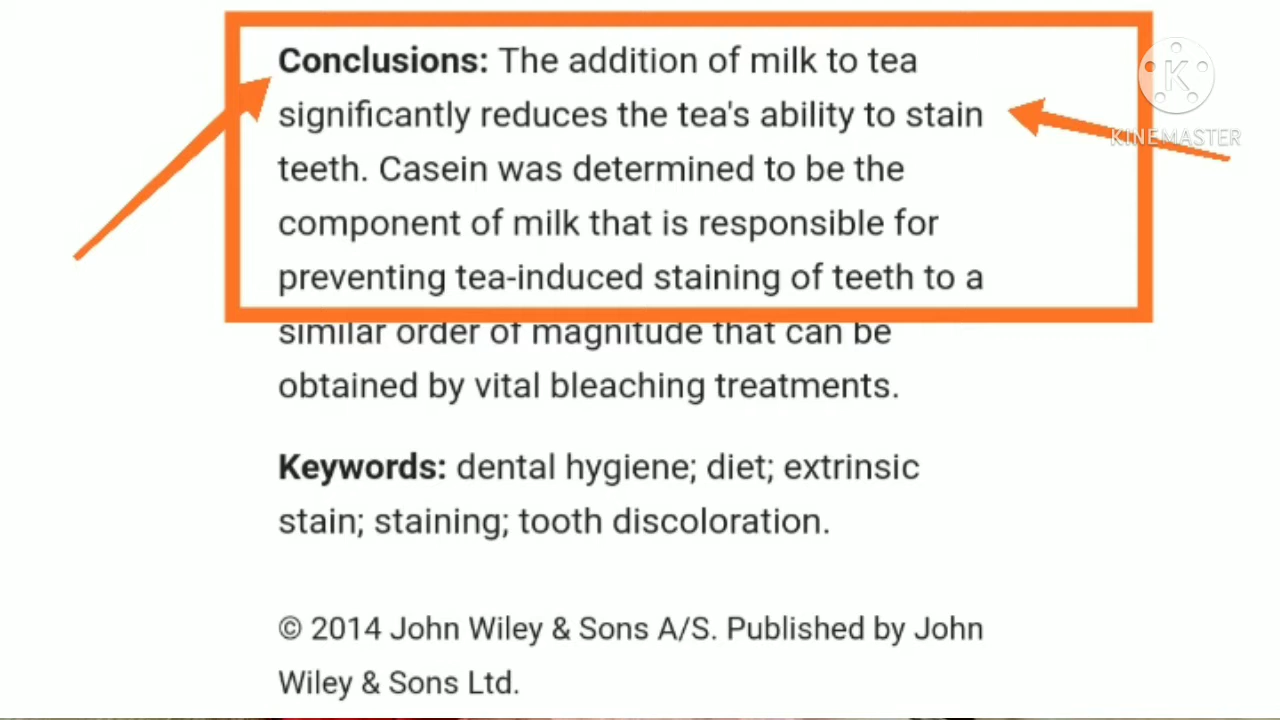 Conclusions: The addition of milk to tea
significantly reduces the tea's ability to stain
teeth. Casein was determined to be the
component of milk that is responsible for
preventing tea-induced staining of teeth to a
similar order of magnitude that can be
obtained by vital bleaching treatments.
Keywords: dental hygiene; diet; extrinsic
stain; staining; tooth discoloration.
© 2014 John Wiley & Sons A/S. Published by John
Wiley & Sons Ltd.
K
KINEMASTER